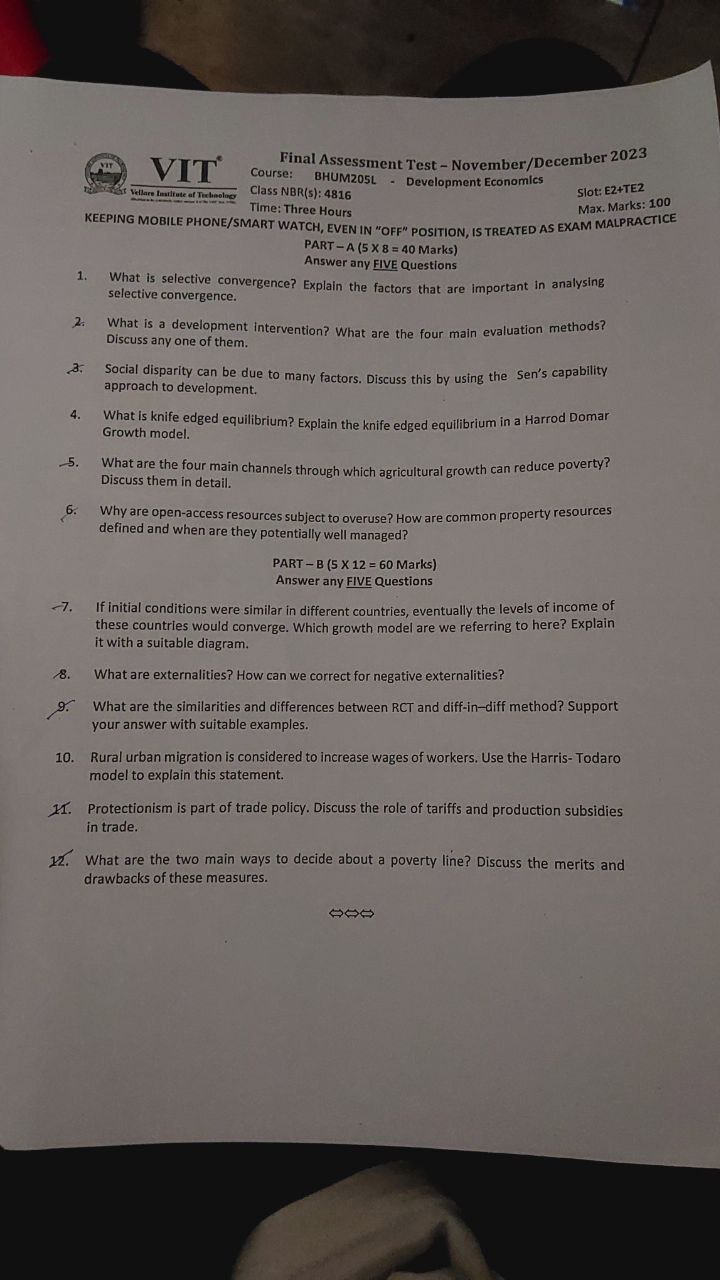 Final Assessment Test – November/December 2023
VIT
VIT®
Vellore Institute of Technology
Course: BHUM205L - Development Economics
Class NBR(s): 4816
Slot: E2+TE2
Time: Three Hours
Max. Marks: 100
KEEPING MOBILE PHONE/SMART WATCH, EVEN IN "OFF" POSITION, IS TREATED AS EXAM MALPRACTICE
PART – A (5 X 8 = 40 Marks)
Answer any FIVE Questions
1. What is selective convergence? Explain the factors that are important in analysing
selective convergence.
2. What is a development intervention? What are the four main evaluation methods?
Discuss any one of them.
3. Social disparity can be due to many factors. Discuss this by using the Sen's capability
approach to development.
4. What is knife edged equilibrium? Explain the knife edged equilibrium in a Harrod Domar
Growth model.
5. What are the four main channels through which agricultural growth can reduce poverty?
Discuss them in detail.
6. Why are open-access resources subject to overuse? How are common property resources
defined and when are they potentially well managed?
PART – B (5 X 12 = 60 Marks)
Answer any FIVE Questions
7. If initial conditions were similar in different countries, eventually the levels of income of
these countries would converge. Which growth model are we referring to here? Explain
it with a suitable diagram.
8. What are externalities? How can we correct for negative externalities?
9. What are the similarities and differences between RCT and diff-in–diff method? Support
your answer with suitable examples.
10. Rural urban migration is considered to increase wages of workers. Use the Harris- Todaro
model to explain this statement.
11. Protectionism is part of trade policy. Discuss the role of tariffs and production subsidies
in trade.
12. What are the two main ways to decide about a poverty line? Discuss the merits and
drawbacks of these measures.
⇔⇔⇔